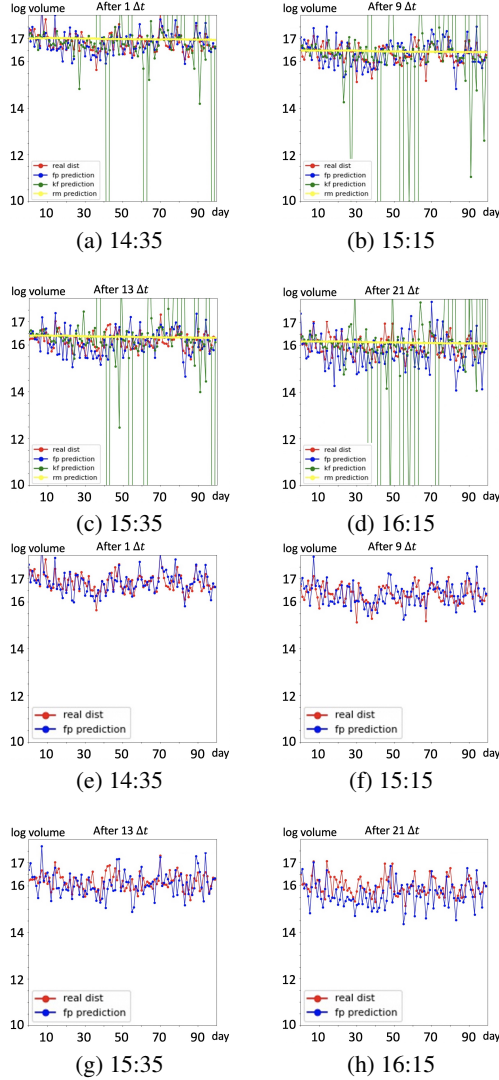 log volume After 1 Δt
17
16
14
12
10
real dist
fp prediction
kf prediction
rm prediction
10 30 50 70 90 day
(a) 14:35
log volume After 9 Δt
17
16
14
12
10
real dist
fp prediction
kf prediction
rm prediction
10 30 50 70 90 day
(b) 15:15
log volume After 13 Δt
17
16
14
12
10
real dist
fp prediction
kf prediction
rm prediction
10 30 50 70 90 day
(c) 15:35
log volume After 21 Δt
17
16
14
12
10
real dist
fp prediction
kf prediction
rm prediction
10 30 50 70 90 day
(d) 16:15
log volume After 1 Δt
17
16
14
12
10
real dist
fp prediction
10 30 50 70 90 day
(e) 14:35
log volume After 9 Δt
17
16
14
12
10
real dist
fp prediction
10 30 50 70 90 day
(f) 15:15
log volume After 13 Δt
17
16
14
12
10
real dist
fp prediction
10 30 50 70 90 day
(g) 15:35
log volume After 21 Δt
17
16
14
12
10
real dist
fp prediction
10 30 50 70 90 day
(h) 16:15